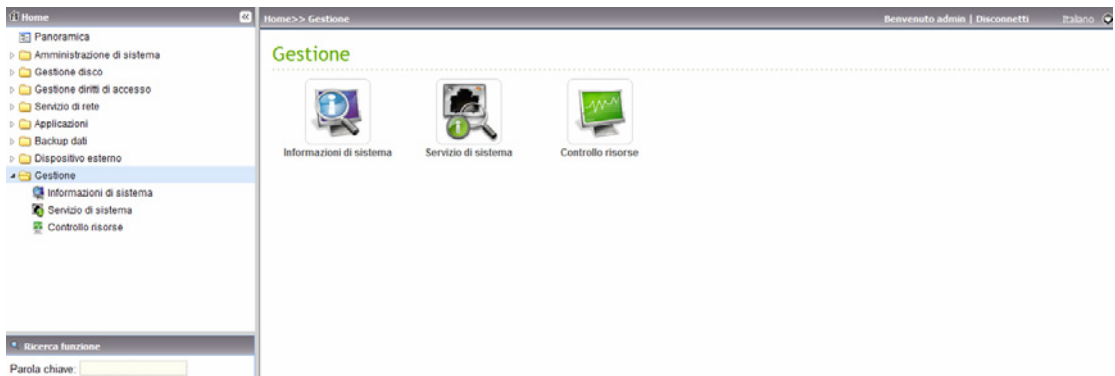 Home
Home>> Gestione
Benvenuto admin | Disconnetti
Italiano
Panoramica
Amministrazione di sistema
Gestione disco
Gestione diritti di accesso
Servizio di rete
Applicazioni
Backup dati
Dispositivo esterno
Gestione
Informazioni di sistema
Servizio di sistema
Controllo risorse
Ricerca funzione
Parola chiave:
Gestione
Informazioni di sistema
Servizio di sistema
Controllo risorse